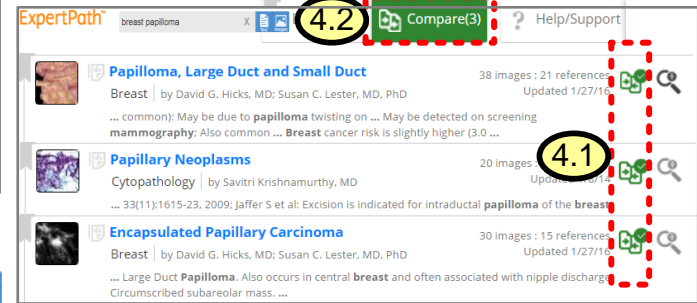 ExpertPath™ breast papilloma X 4.2 Compare(3) ? Help/Support
Papilloma, Large Duct and Small Duct 38 images : 21 references
Breast | by David G. Hicks, MD; Susan C. Lester, MD, PhD Updated 1/27/16
... common): May be due to papilloma twisting on ... May be detected on screening
mammography; Also common ... Breast cancer risk is slightly higher (3.0 ...
4.1
Papillary Neoplasms 20 images :
Cytopathology | by Savitri Krishnamurthy, MD /14
... 33(11):1615-23, 2009; Jaffer S et al: Excision is indicated for intraductal papilloma of the breast
Encapsulated Papillary Carcinoma 30 images : 15 references
Breast | by David G. Hicks, MD; Susan C. Lester, MD, PhD Updated 1/27/16
... Large Duct Papilloma. Also occurs in central breast and often associated with nipple discharge
Circumscribed subareolar mass. ...